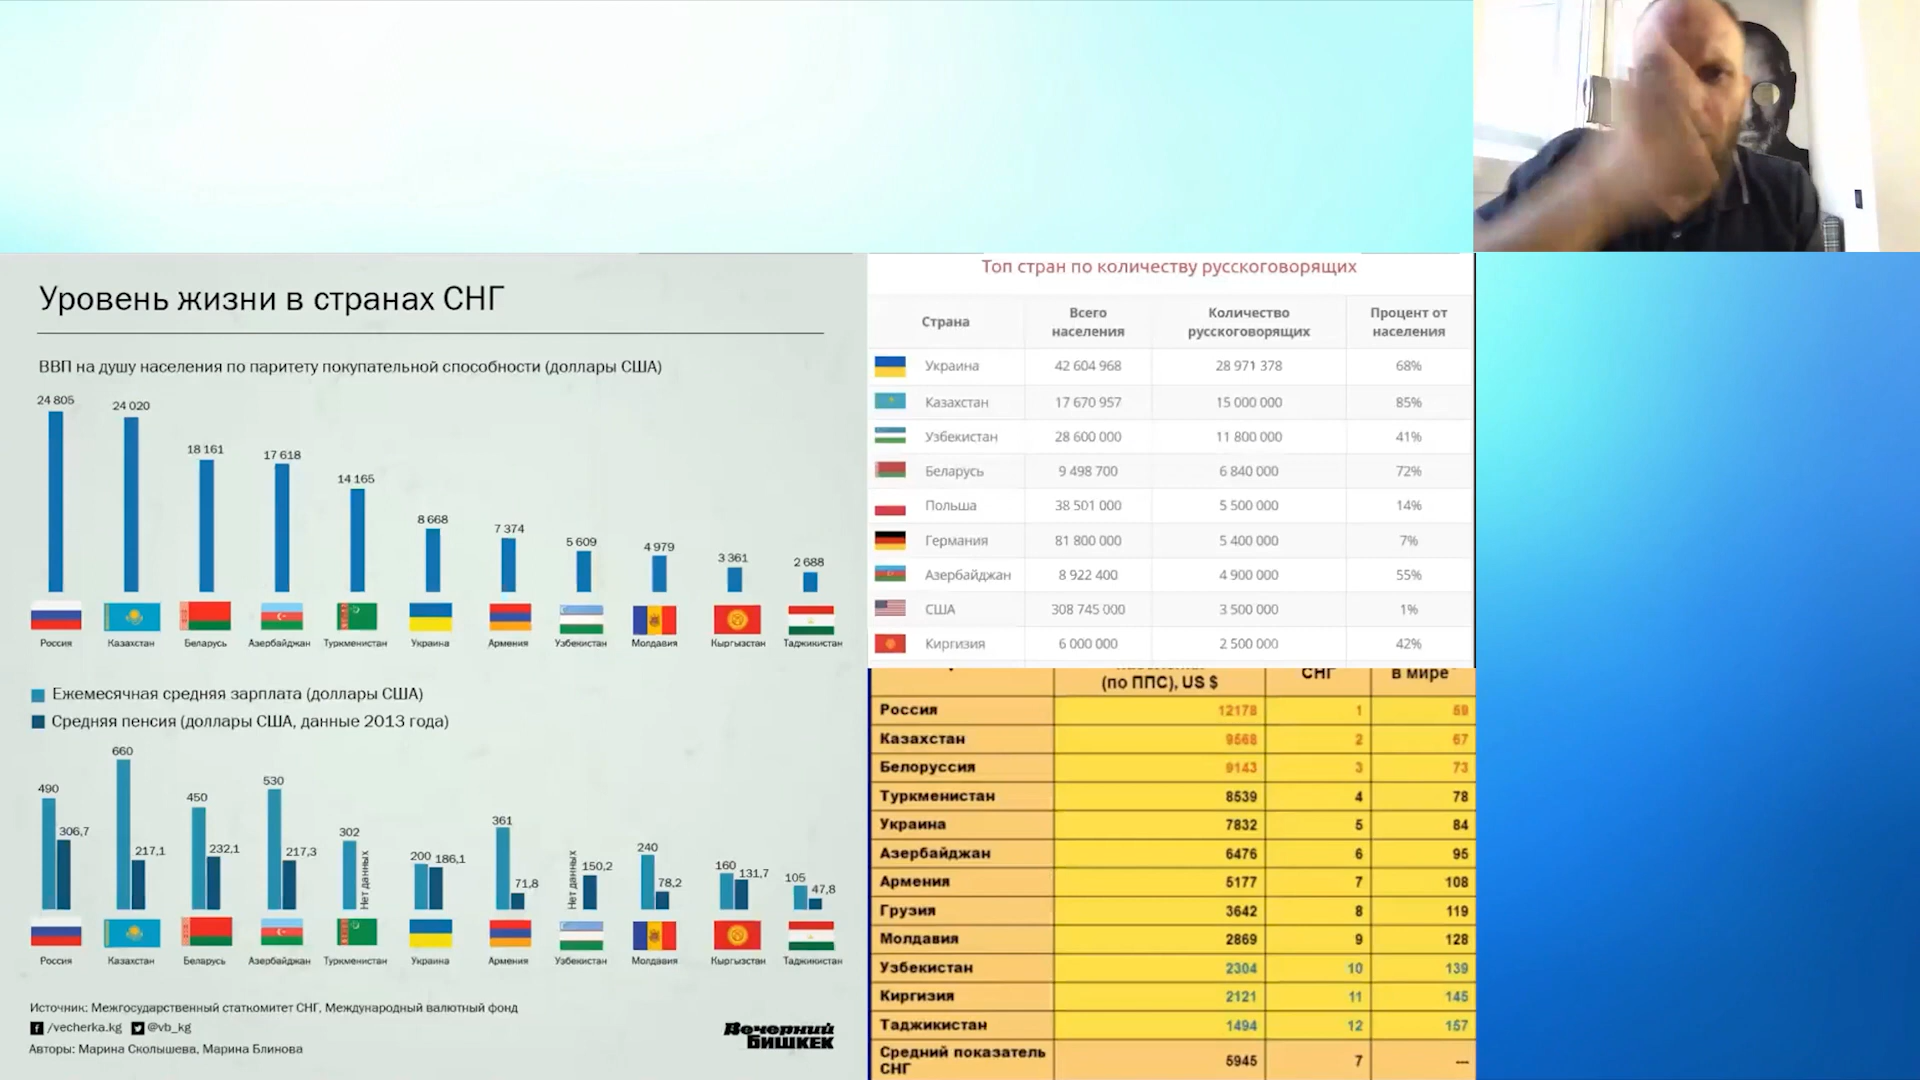 Уровень жизни в странах СНГ
ВВП на душу населения по паритету покупательной способности (доллары США)
24 805
24 020
18 161
17 618
14 165
8 668
7 374
5 609
4 979
3 361
2 688
Россия
Казахстан
Беларусь
Азербайджан
Туркменистан
Украина
Армения
Узбекистан
Молдавия
Кыргызстан
Таджикистан
Ежемесячная средняя зарплата (доллары США)
Средняя пенсия (доллары США, данные 2013 года)
490
306,7
660
217,1
450
232,1
530
217,3
302
Нет данных
200
186,1
361
71,8
Нет данных
150,2
240
78,2
160
131,7
105
47,8
Россия
Казахстан
Беларусь
Азербайджан
Туркменистан
Украина
Армения
Узбекистан
Молдавия
Кыргызстан
Таджикистан
Источник: Межгосударственный статкомитет СНГ, Международный валютный фонд
/vecherka.kg @vb_kg
Авторы: Марина Сколышева, Марина Блинова
Вечерний
БИШКЕК
Топ стран по количеству русскоговорящих
Страна Всего населения Количество русскоговорящих Процент от населения
Украина 42 604 968 28 971 378 68%
Казахстан 17 670 957 15 000 000 85%
Узбекистан 28 600 000 11 800 000 41%
Беларусь 9 498 700 6 840 000 72%
Польша 38 501 000 5 500 000 14%
Германия 81 800 000 5 400 000 7%
Азербайджан 8 922 400 4 900 000 55%
США 308 745 000 3 500 000 1%
Киргизия 6 000 000 2 500 000 42%
(по ППС), US $ СНГ в мире
Россия 12178 1 59
Казахстан 9568 2 67
Белоруссия 9143 3 73
Туркменистан 8539 4 78
Украина 7832 5 84
Азербайджан 6476 6 95
Армения 5177 7 108
Грузия 3642 8 119
Молдавия 2869 9 128
Узбекистан 2304 10 139
Киргизия 2121 11 145
Таджикистан 1494 12 157
Средний показатель
СНГ 5945 7 ---